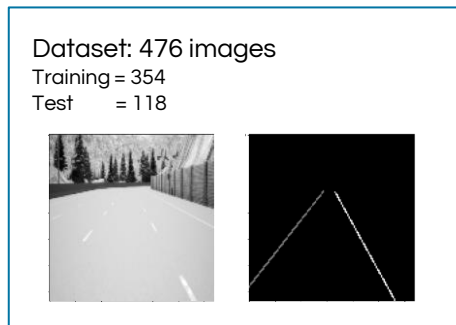 Dataset: 476 images
Training = 354
Test = 118